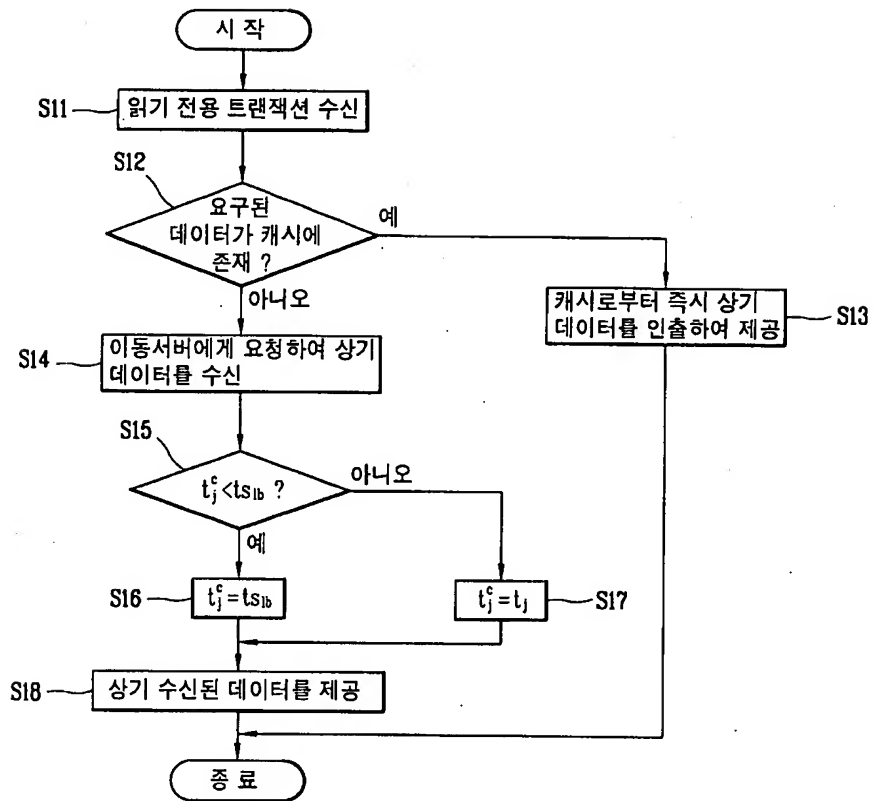 시 작
S11
읽기 전용 트랜잭션 수신
S12
요구된
데이터가 캐시에
존재 ?
예
아니오
캐시로부터 즉시 상기
데이터를 인출하여 제공
S13
S14
이동서버에게 요청하여 상기
데이터를 수신
S15
t_j^c < ts_lb ?
아니오
예
S16
t_j^c = ts_lb
t_j^c = t_j
S17
S18
상기 수신된 데이터를 제공
종 료